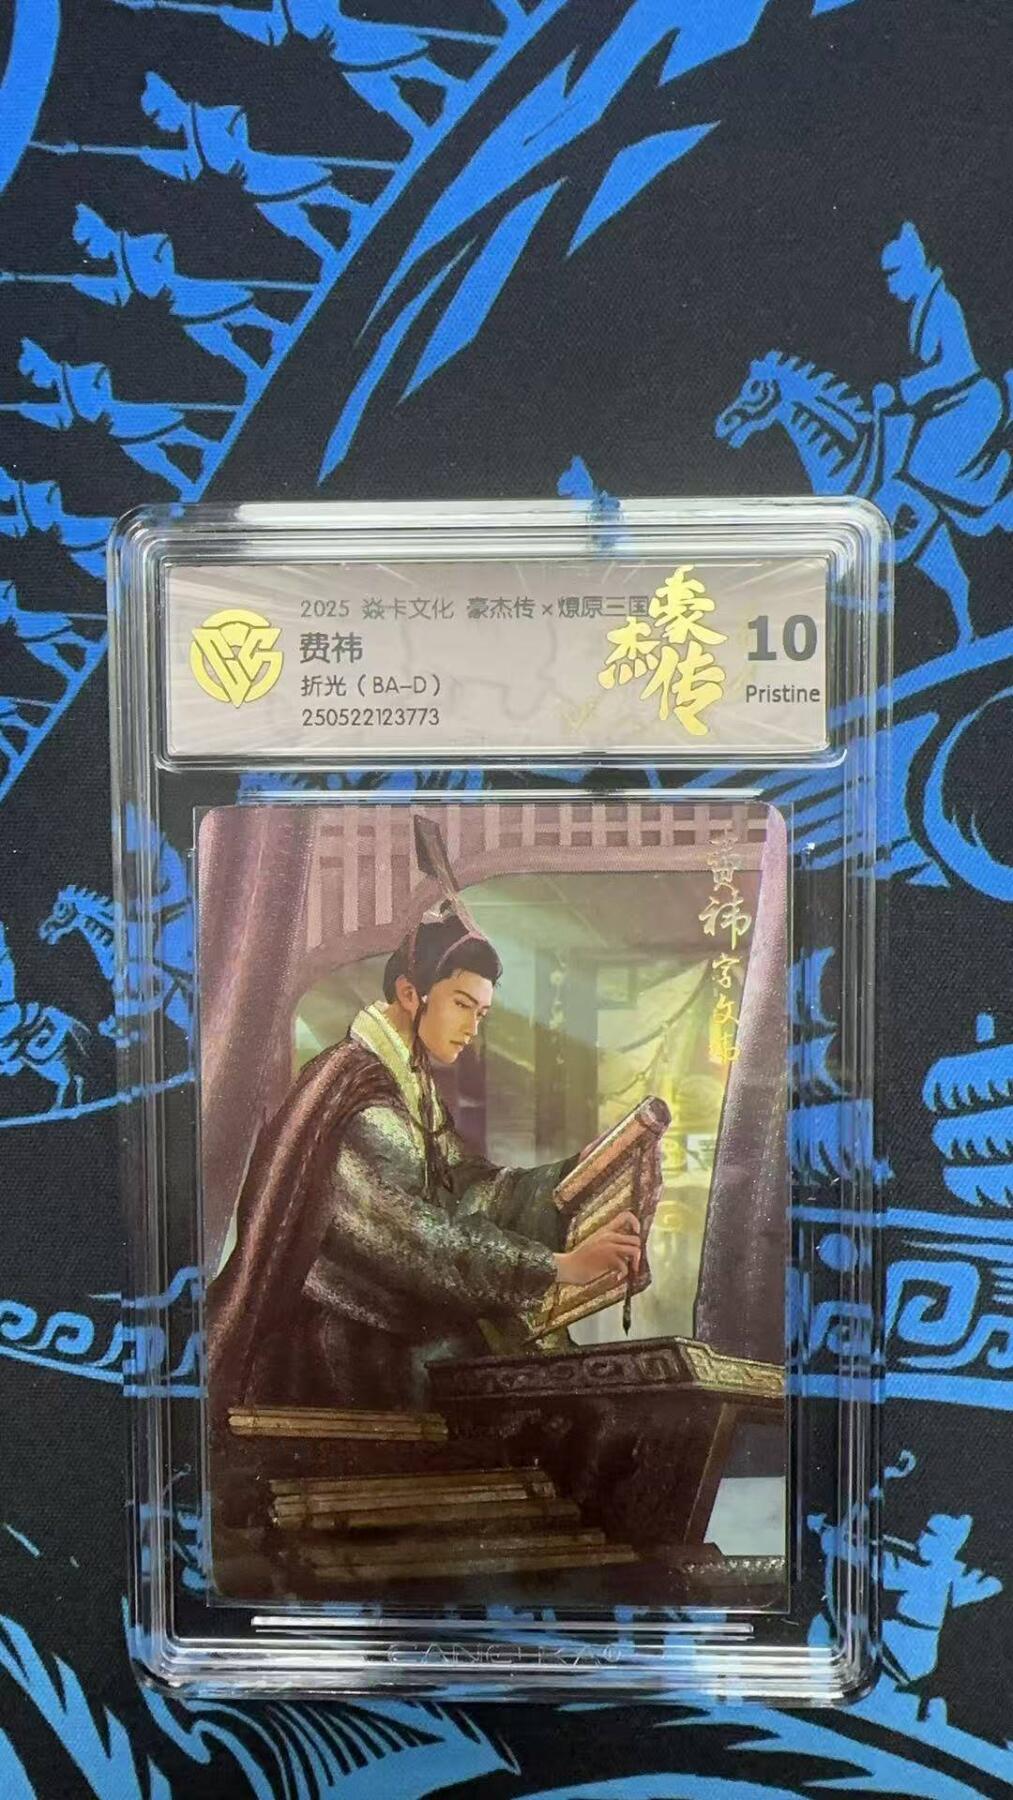 2025 焱卡文化 豪杰传×燎原三国
费祎
折光（BA-D）
250522123773
豪杰传
10
Pristine
费祎字文伟